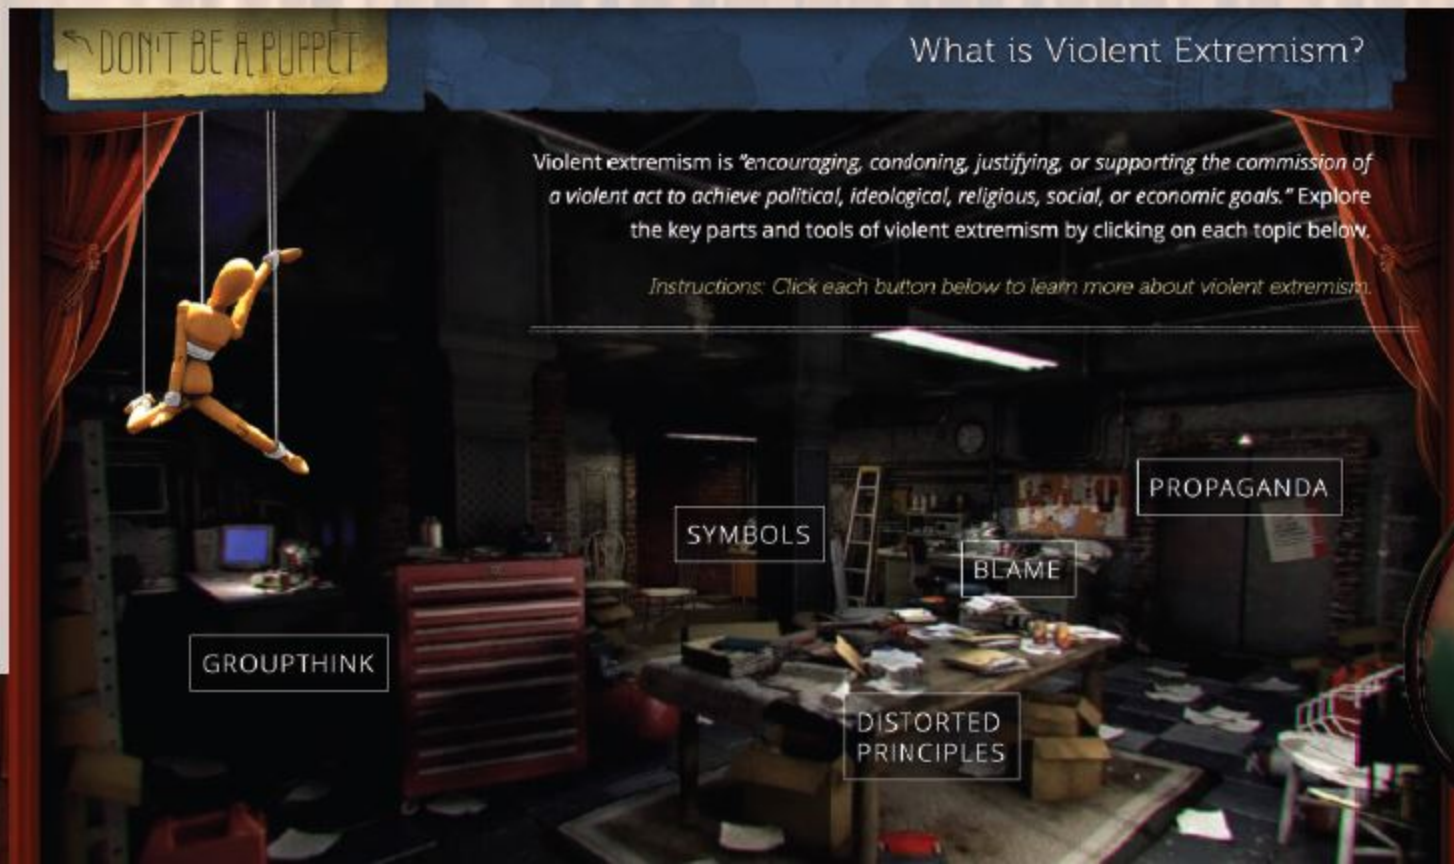 DON'T BE A PUPPET
What is Violent Extremism?
Violent extremism is "encouraging, condoning, justifying, or supporting the commission of
a violent act to achieve political, ideological, religious, social, or economic goals." Explore
the key parts and tools of violent extremism by clicking on each topic below.
Instructions: Click each button below to learn more about violent extremism.
PROPAGANDA
SYMBOLS
BLAME
GROUPTHINK
DISTORTED
PRINCIPLES